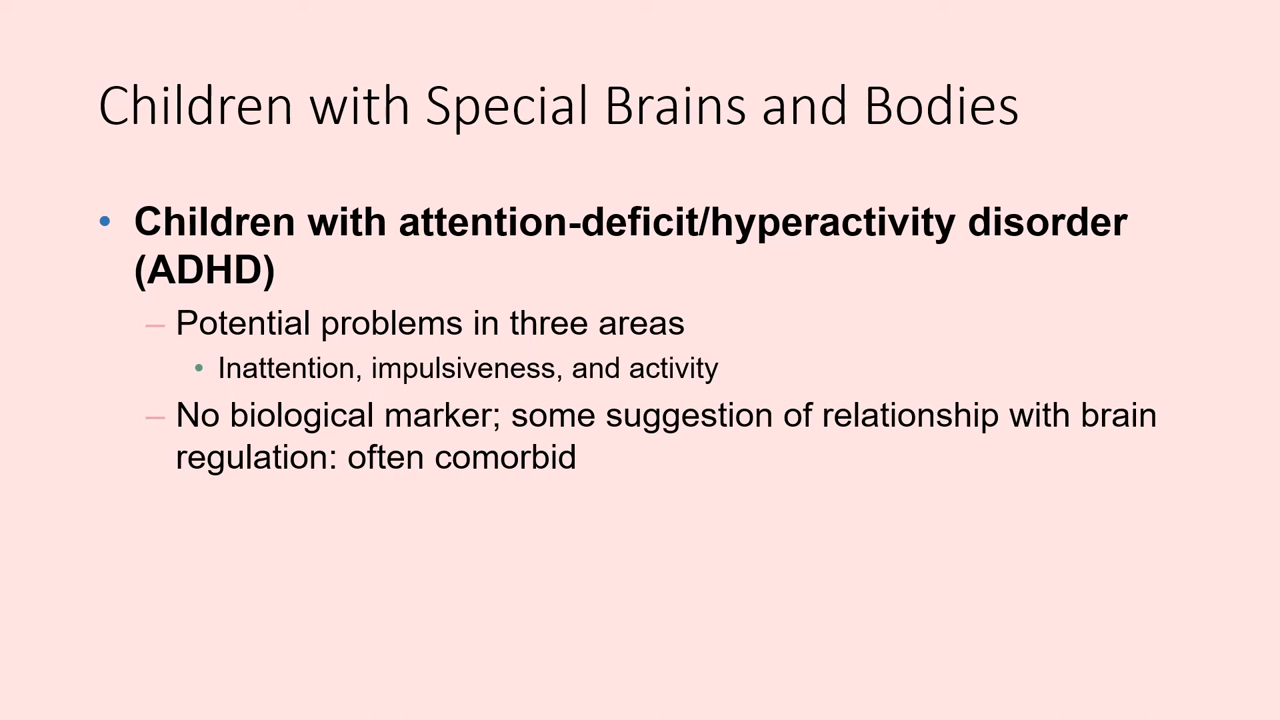 Children with Special Brains and Bodies
• Children with attention-deficit/hyperactivity disorder
(ADHD)
– Potential problems in three areas
• Inattention, impulsiveness, and activity
– No biological marker; some suggestion of relationship with brain
regulation: often comorbid